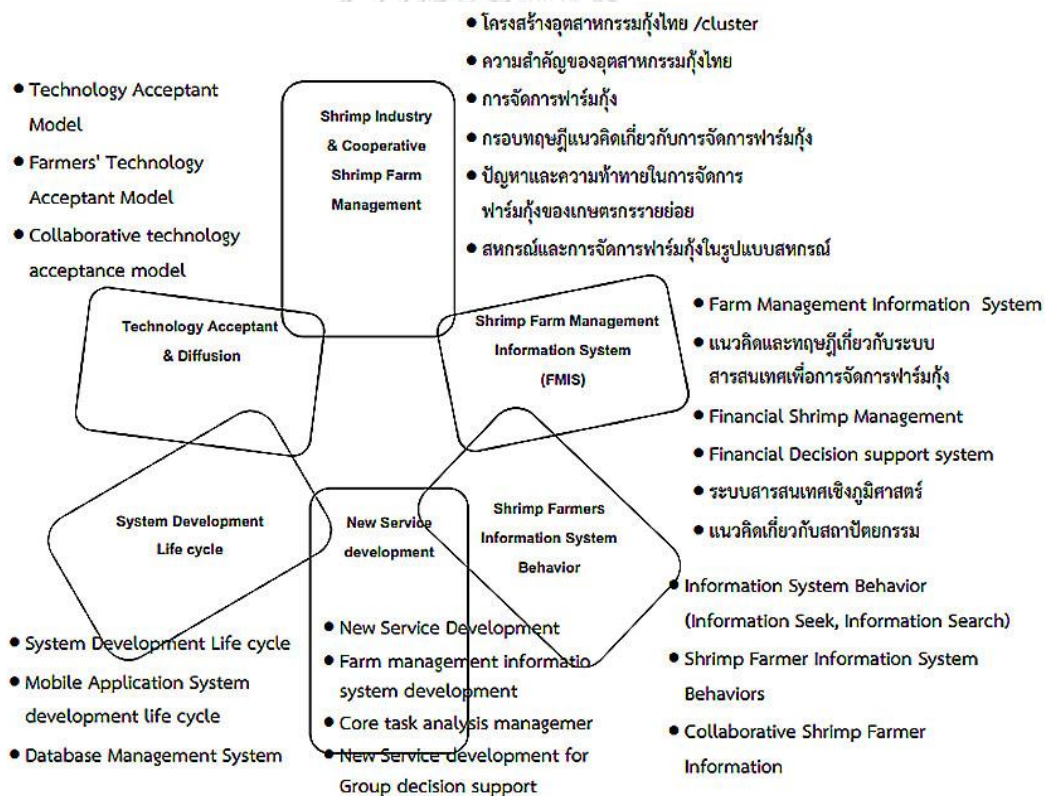 ● โครงสร้างอุตสาหกรรมกุ้งไทย /cluster
● ความสำคัญของอุตสาหกรรมกุ้งไทย
● การจัดการฟาร์มกุ้ง
● กรอบทฤษฎีแนวคิดเกี่ยวกับการจัดการฟาร์มกุ้ง
● ปัญหาและความท้าทายในการจัดการ
ฟาร์มกุ้งของเกษตรกรรายย่อย
● สหกรณ์และการจัดการฟาร์มกุ้งในรูปแบบสหกรณ์
● Technology Acceptant
Model
● Farmers' Technology
Acceptant Model
● Collaborative technology
acceptance model
Shrimp Industry
& Cooperative
Shrimp Farm
Management
Technology Acceptant
& Diffusion
Shrimp Farm Management
Information System
(FMIS)
● Farm Management Information System
● แนวคิดและทฤษฎีเกี่ยวกับระบบ
สารสนเทศเพื่อการจัดการฟาร์มกุ้ง
● Financial Shrimp Management
● Financial Decision support system
● ระบบสารสนเทศเชิงภูมิศาสตร์
● แนวคิดเกี่ยวกับสถาปัตยกรรม
System Development
Life cycle
New Service
development
Shrimp Farmers
Information System
Behavior
● Information System Behavior
(Information Seek, Information Search)
● Shrimp Farmer Information System
Behaviors
● Collaborative Shrimp Farmer
Information
● System Development Life cycle
● Mobile Application System
development life cycle
● Database Management System
● New Service Development
● Farm management informatio
system development
● Core task analysis managemer
● New Service development for
Group decision support